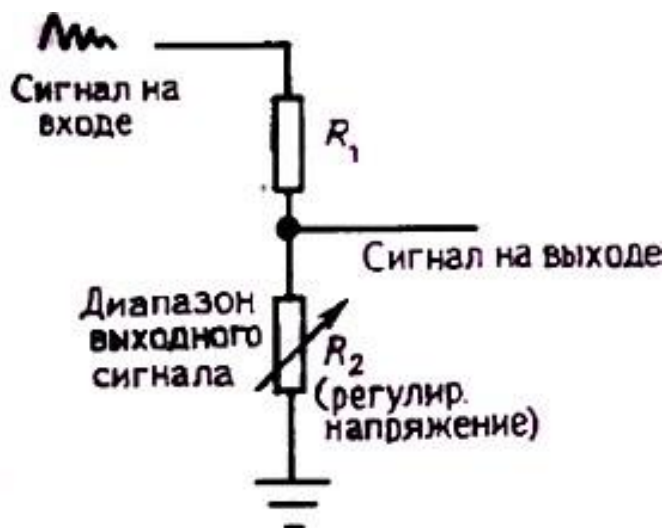 Сигнал на
входе
R₁
Сигнал на выходе
Диапазон
выходного
сигнала
R₂
(регулир.
напряжение)